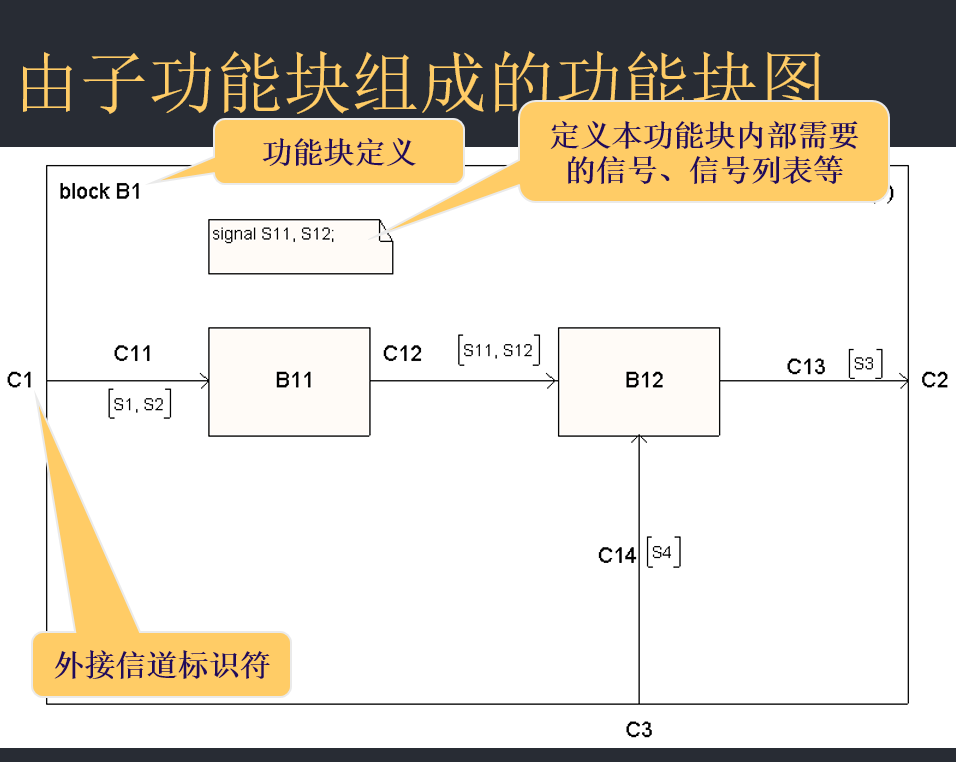 由子功能块组成的功能块图
功能块定义
定义本功能块内部需要
的信号、信号列表等
block B1
)
signal S11, S12;
C11
C12
[S11, S12]
C13
[S3]
C1
B11
B12
C2
[S1, S2]
C14
[S4]
外接信道标识符
C3